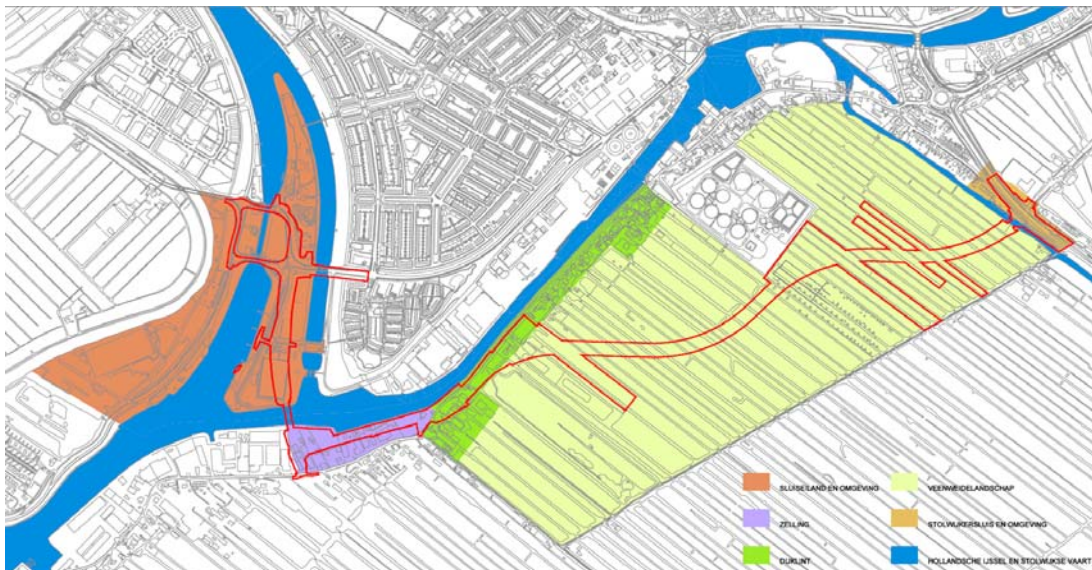 SLUISEILAND EN OMGEVING
ZELLING
DIJKLINT
VEENWEIDELANDSCHAP
STOLWIJKERSLUIS EN OMGEVING
HOLLANDSCHE IJSSEL EN STOLWIJKSE VAART